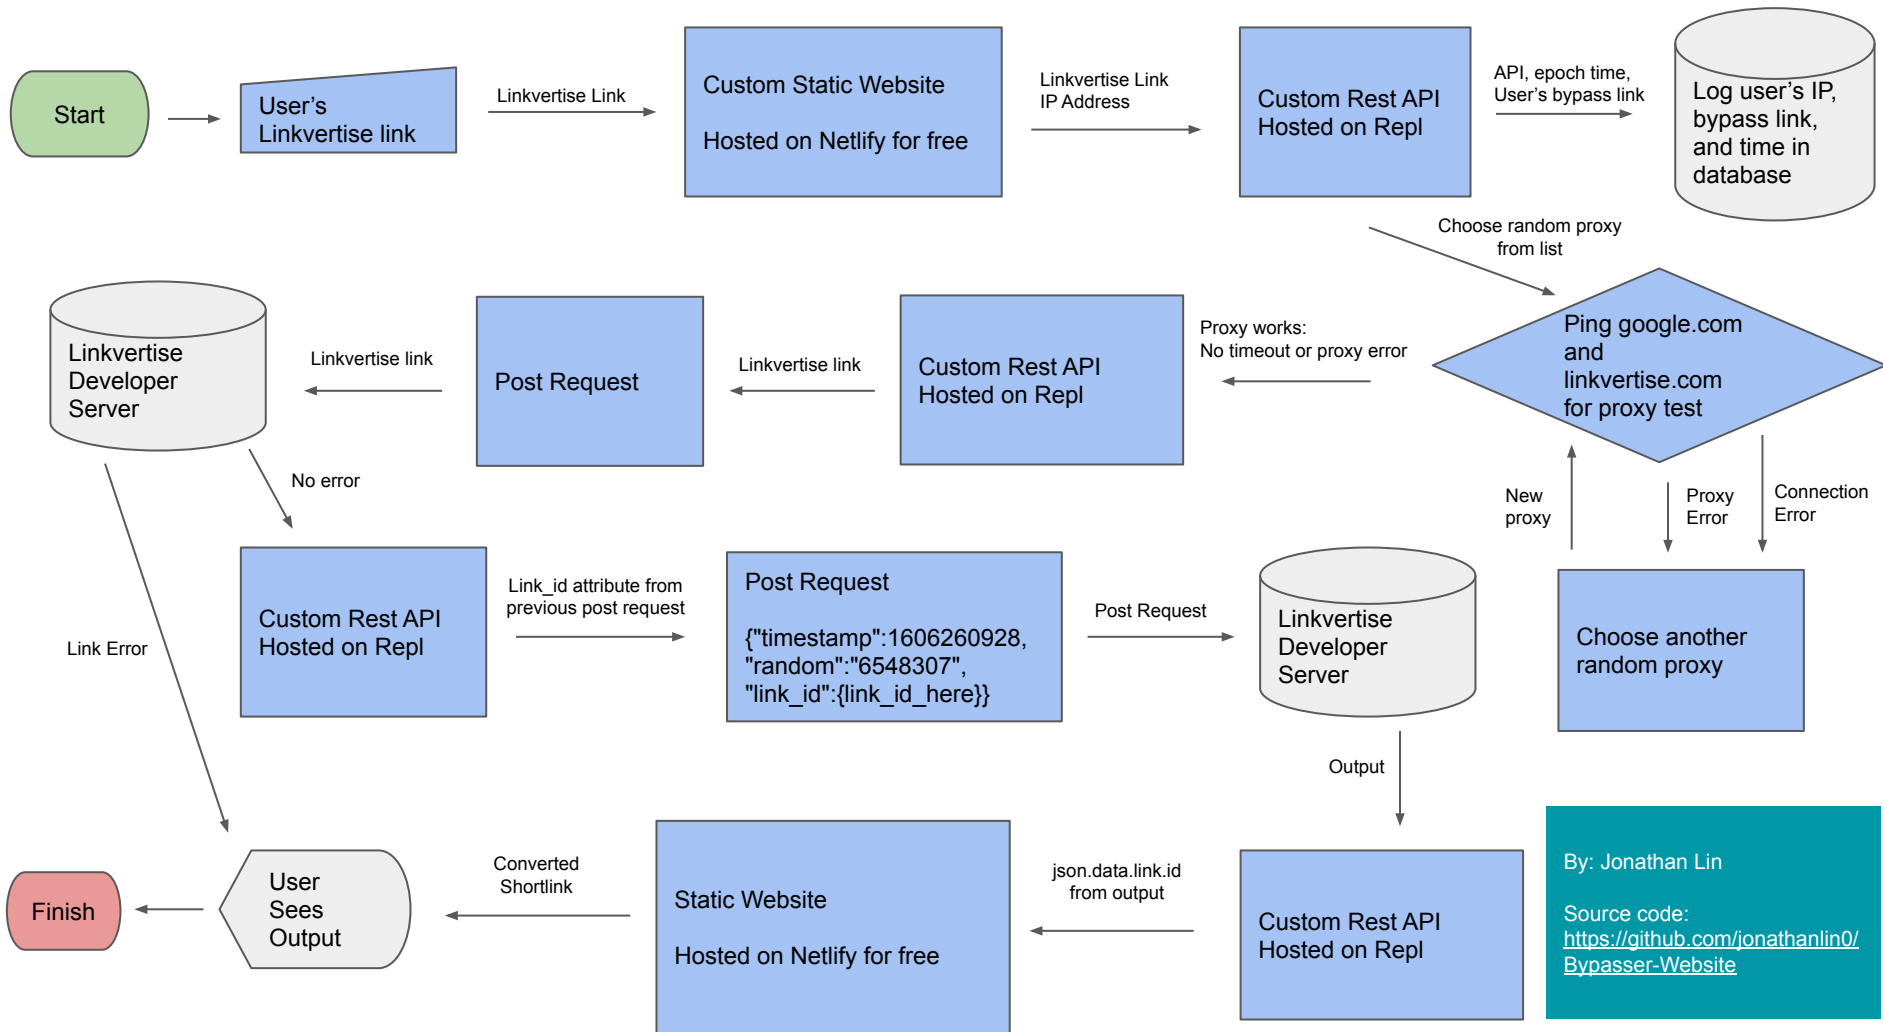 Start
User's
Linkvertise link
Linkvertise Link
Custom Static Website
Hosted on Netlify for free
Linkvertise Link
IP Address
Custom Rest API
Hosted on Repl
API, epoch time,
User's bypass link
Log user's IP,
bypass link,
and time in
database
Choose random proxy
from list
Ping google.com
and
linkvertise.com
for proxy test
Proxy works:
No timeout or proxy error
Custom Rest API
Hosted on Repl
Linkvertise link
Post Request
Linkvertise link
Linkvertise
Developer
Server
New
proxy
Proxy
Error
Connection
Error
Choose another
random proxy
No error
Link Error
Custom Rest API
Hosted on Repl
Link_id attribute from
previous post request
Post Request
{"timestamp":1606260928,
"random":"6548307",
"link_id":{link_id_here}}
Post Request
Linkvertise
Developer
Server
Output
Custom Rest API
Hosted on Repl
json.data.link.id
from output
Static Website
Hosted on Netlify for free
Converted
Shortlink
User
Sees
Output
Finish
By: Jonathan Lin
Source code:
https://github.com/jonathanlin0/
Bypasser-Website